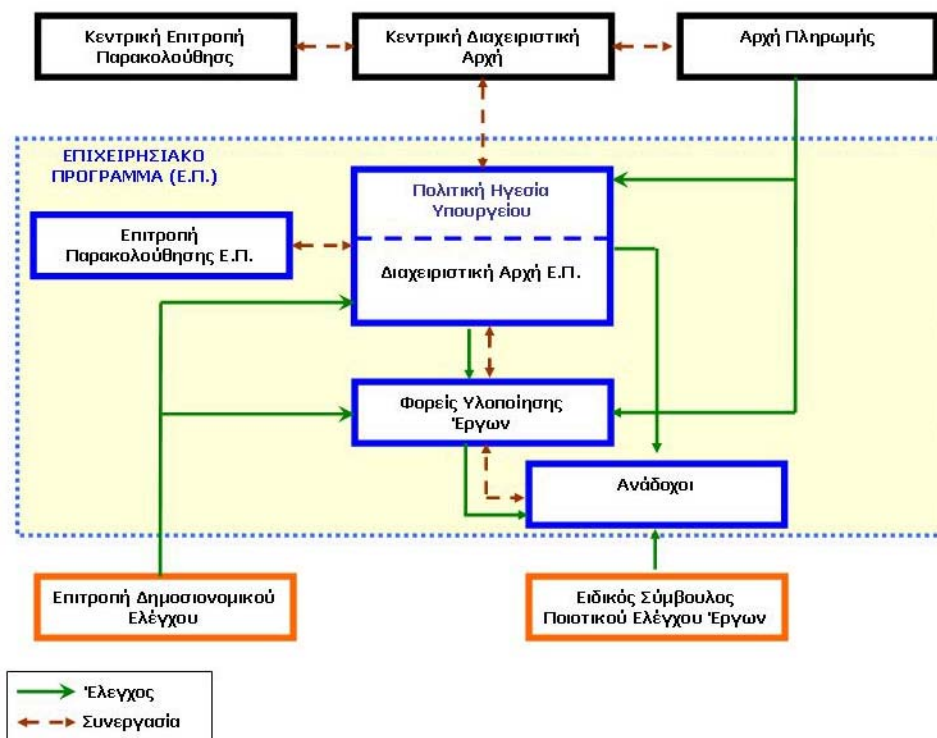 Κεντρική Επιτροπή
Παρακολούθησς
Κεντρική Διαχειριστική
Αρχή
Αρχή Πληρωμής
ΕΠΙΧΕΙΡΗΣΙΑΚΟ
ΠΡΟΓΡΑΜΜΑ (Ε.Π.)
Πολιτική Ηγεσία
Υπουργείου
Επιτροπή
Παρακολούθησης Ε.Π.
Διαχειριστική Αρχή Ε.Π.
Φορείς Υλοποίησης
Έργων
Ανάδοχοι
Επιτροπή Δημοσιονομικού
Ελέγχου
Ειδικός Σύμβουλος
Ποιοτικού Ελέγχου Έργων
Έλεγχος
Συνεργασία